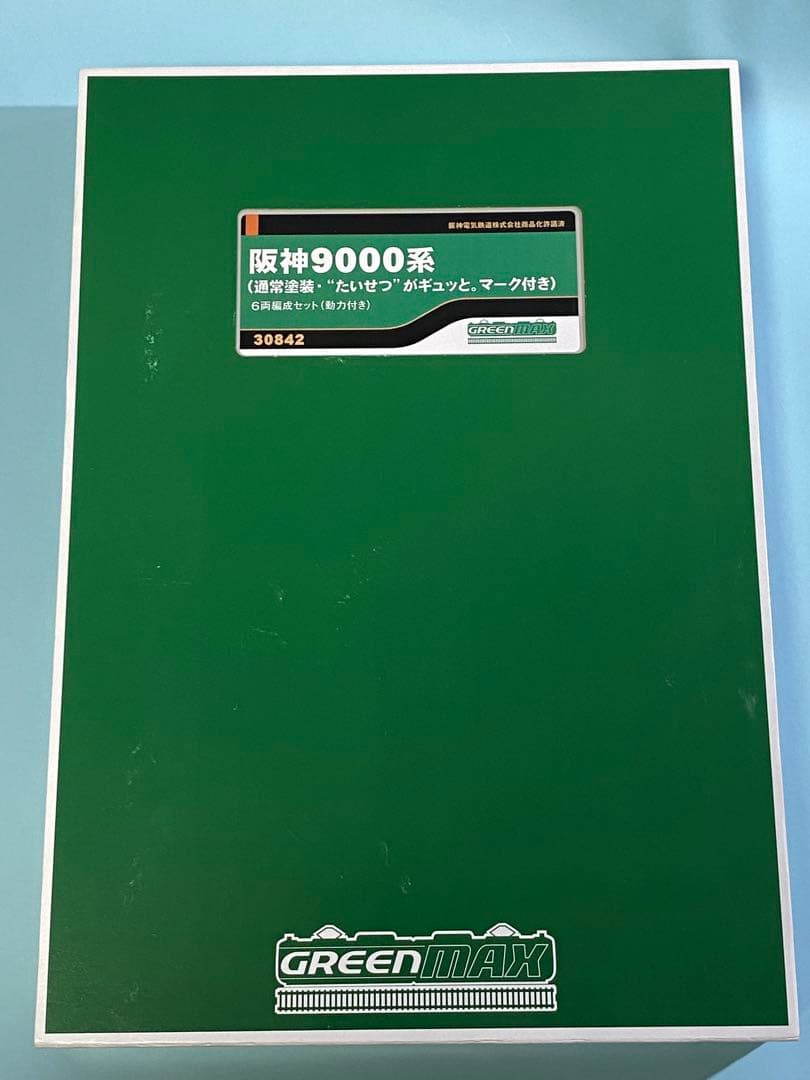 阪神電気鉄道株式会社商品化許諾済
阪神9000系
(通常塗装・“たいせつ”がギュッと。マーク付き)
6両編成セット(動力付き)
30842
GREENMAX
GREENMAX